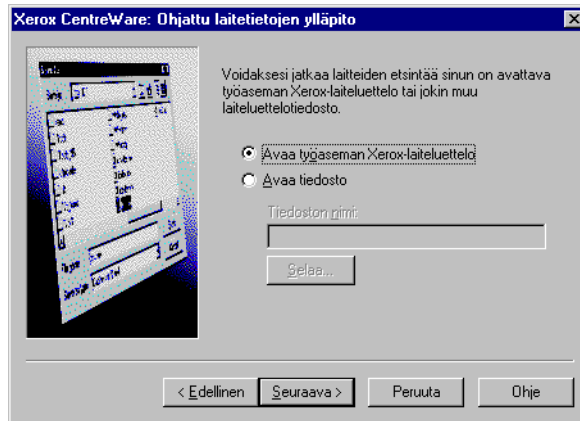 Xerox CentreWare: Ohjattu laitetietojen ylläpito
Voidaksesi jatkaa laitteiden etsintää sinun on avattava
työaseman Xerox-laiteluettelo tai jokin muu
laiteluettelotiedosto.
Avaa työaseman Xerox-laiteluettelo
Avaa tiedosto
Tiedoston nimi:
Selaa...
< Edellinen
Seuraava >
Peruuta
Ohje